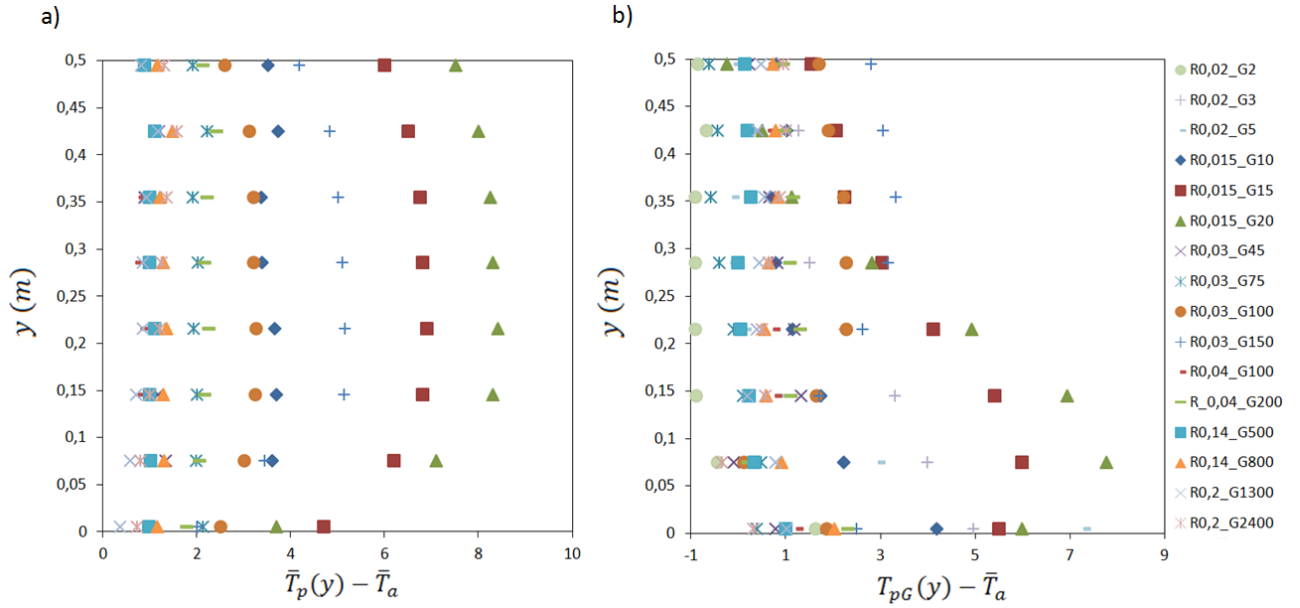 a)
b)
0,5
0,45
0,4
0,35
0,3
0,25
0,2
0,15
0,1
0,05
0
y (m)
0 2 4 6 8 10
T̄p(y) − T̄a
0,5
0,45
0,4
0,35
0,3
0,25
0,2
0,15
0,1
0,05
0
y (m)
-1 1 3 5 7 9
TpG(y) − T̄a
R0,02_G2
R0,02_G3
R0,02_G5
R0,015_G10
R0,015_G15
R0,015_G20
R0,03_G45
R0,03_G75
R0,03_G100
R0,03_G150
R0,04_G100
R_0,04_G200
R0,14_G500
R0,14_G800
R0,2_G1300
R0,2_G2400